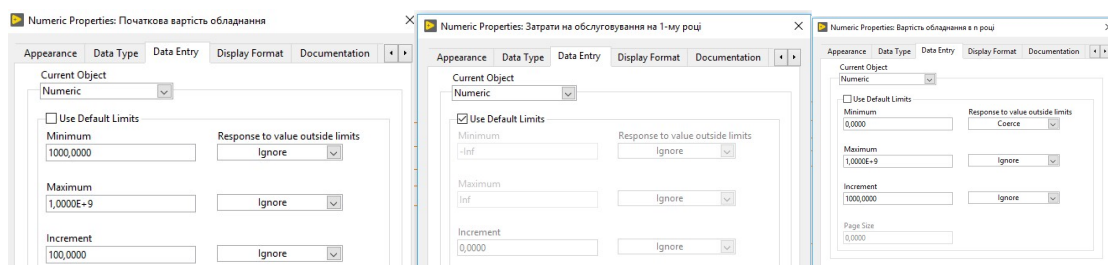 Numeric Properties: Початкова вартість обладнання
Appearance Data Type Data Entry Display Format Documentation
Current Object
Numeric
Use Default Limits
Minimum Response to value outside limits
1000,0000 Ignore
Maximum
1,0000E+9 Ignore
Increment
100,0000 Ignore
Numeric Properties: Затрати на обслуговування на 1-му році
Appearance Data Type Data Entry Display Format Documentation
Current Object
Numeric
Use Default Limits
Minimum Response to value outside limits
-Inf Ignore
Maximum
Inf Ignore
Increment
0,0000 Ignore
Numeric Properties: Вартість обладнання в n році
Appearance Data Type Data Entry Display Format Documentation
Current Object
Numeric
Use Default Limits
Minimum Response to value outside limits
0,0000 Coerce
Maximum
1,0000E+9 Ignore
Increment
1000,0000 Ignore
Page Size
0,0000